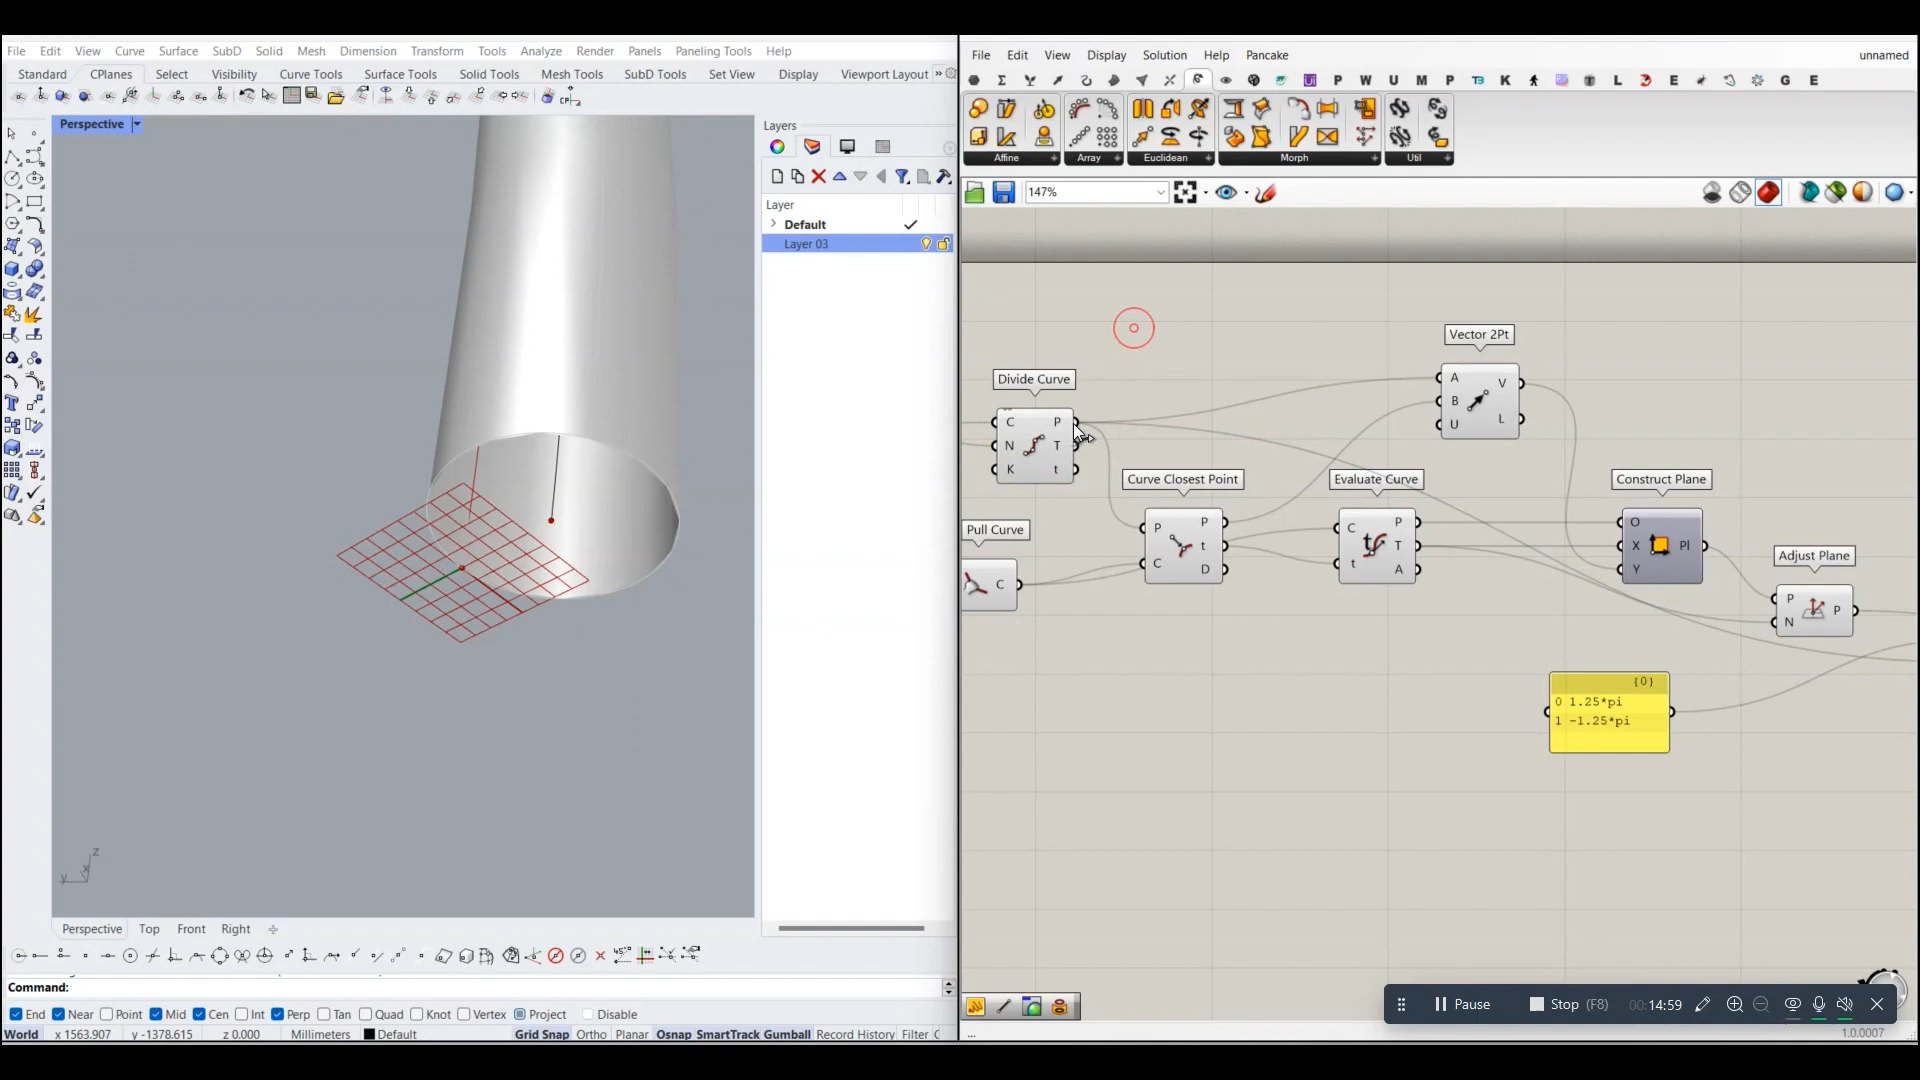 File Edit View Curve Surface SubD Solid Mesh Dimension Transform Tools Analyze Render Panels Paneling Tools Help
Standard CPlanes Select Visibility Curve Tools Surface Tools Solid Tools Mesh Tools SubD Tools Set View Display Viewport Layout »
Perspective
z
y
x
Perspective Top Front Right
Command:
End Near Point Mid Cen Int Perp Tan Quad Knot Vertex Project Disable
World x 1563.907 y -1378.615 z 0.000 Millimeters Default Grid Snap Ortho Planar Osnap SmartTrack Gumball Record History Filter
Layers
Layer
Default
Layer 03
File Edit View Display Solution Help Pancake unnamed
P W U M P K L E G E
Affine Array Euclidean Morph Util
147%
Vector 2Pt
A V
B
U L
Divide Curve
C P
N T
K t
Curve Closest Point
P P
t
C D
Evaluate Curve
C P
T
t A
Construct Plane
O
X Pl
Y
Pull Curve
C
Adjust Plane
P P
N
{0}
0 1.25*pi
1 -1.25*pi
Pause Stop (F8) 00:14:59
...
1.0.0007